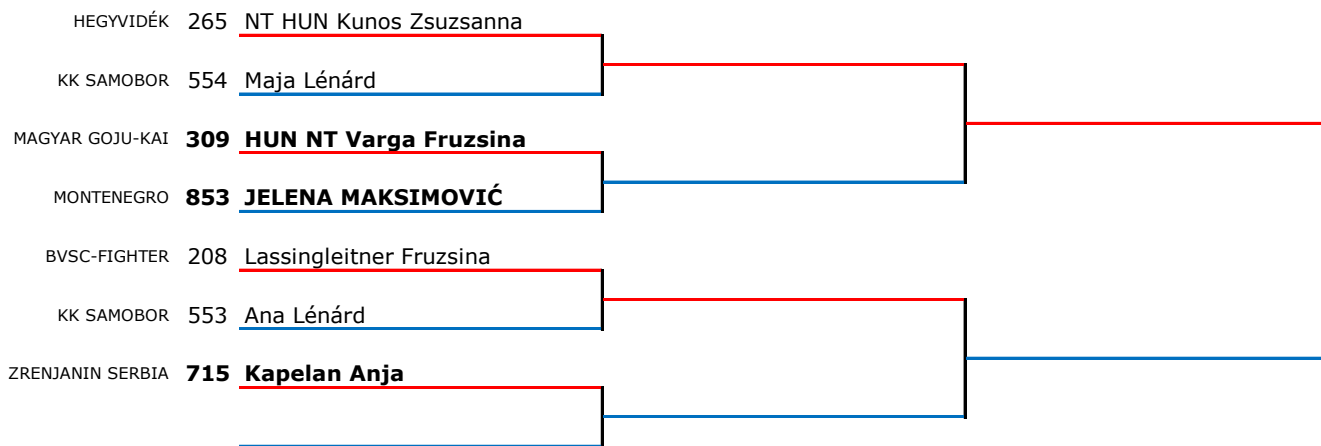 HEGYVIDÉK 265 NT HUN Kunos Zsuzsanna
KK SAMOBOR 554 Maja Lénárd
MAGYAR GOJU-KAI 309 HUN NT Varga Fruzsina
MONTENEGRO 853 JELENA MAKSIMOVIĆ
BVSC-FIGHTER 208 Lassingleitner Fruzsina
KK SAMOBOR 553 Ana Lénárd
ZRENJANIN SERBIA 715 Kapelan Anja